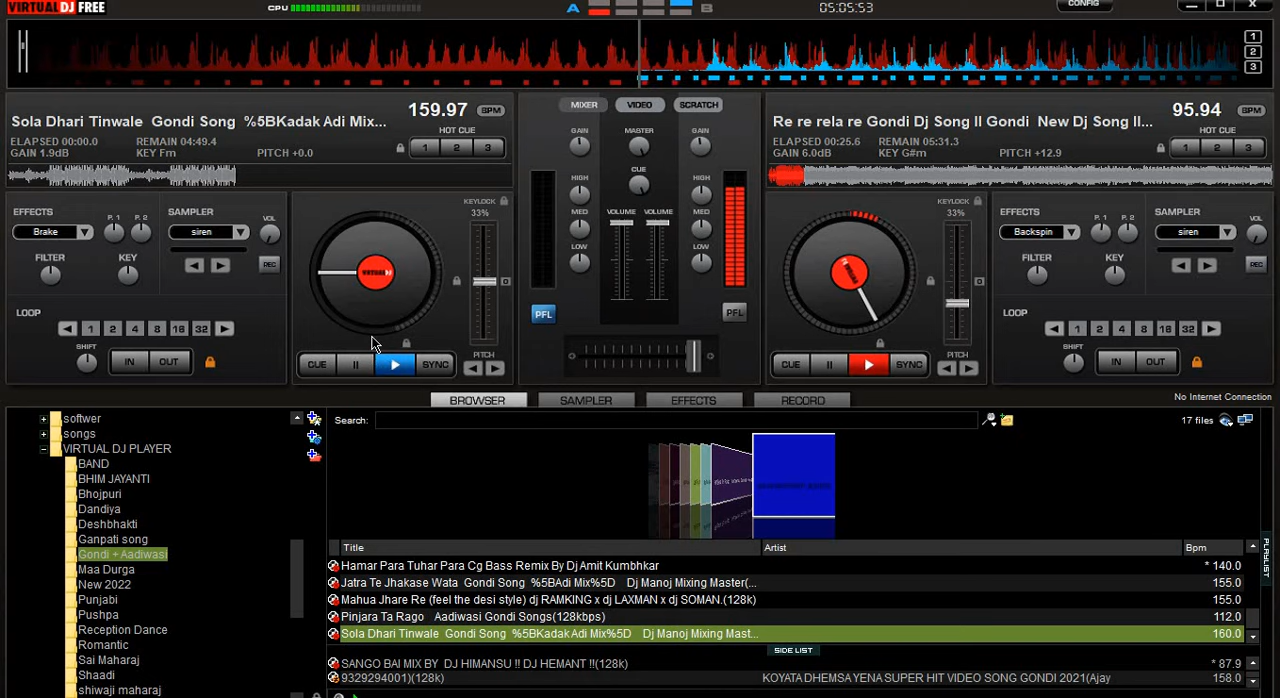 VIRTUAL DJ FREE
CPU
A
B
05:05:53
CONFIG
1
2
3
159.97 BPM
Sola Dhari Tinwale Gondi Song %5BKadak Adi Mix...
ELAPSED 00:00.0 REMAIN 04:49.4
GAIN 1.9dB KEY Fm PITCH +0.0
HOT CUE
1 2 3
MIXER VIDEO SCRATCH
95.94 BPM
Re re rela re Gondi Dj Song II Gondi New Dj Song II...
ELAPSED 00:25.6 REMAIN 05:31.3
GAIN 6.0dB KEY G#m PITCH +12.9
HOT CUE
1 2 3
EFFECTS P. 1 P. 2 SAMPLER VOL
Brake siren
FILTER KEY REC
LOOP
1 2 4 8 16 32
SHIFT IN OUT
KEYLOCK
33%
VIRTUAL DJ
CUE SYNC PITCH
GAIN MASTER GAIN
HIGH CUE HIGH
MED VOLUME VOLUME MED
LOW LOW
PFL PFL
KEYLOCK
33%
CUE SYNC PITCH
EFFECTS P. 1 P. 2 SAMPLER VOL
Backspin siren
FILTER KEY REC
LOOP
1 2 4 8 16 32
SHIFT IN OUT
BROWSER SAMPLER EFFECTS RECORD
No Internet Connection
Search:
17 files
softwer
songs
VIRTUAL DJ PLAYER
BAND
BHIM JAYANTI
Bhojpuri
Dandiya
Deshbhakti
Ganpati song
Gondi + Aadiwasi
Maa Durga
New 2022
Punjabi
Pushpa
Reception Dance
Romantic
Sai Maharaj
Shaadi
shiwaji maharaj
Title Artist Bpm
Hamar Para Tuhar Para Cg Bass Remix By Dj Amit Kumbhkar * 140.0
Jatra Te Jhakase Wata Gondi Song %5BAdi Mix%5D Dj Manoj Mixing Master(... 155.0
Mahua Jhare Re (feel the desi style) dj RAMKING x dj LAXMAN x dj SOMAN.(128k) 155.0
Pinjara Ta Rago Aadiwasi Gondi Songs(128kbps) 112.0
Sola Dhari Tinwale Gondi Song %5BKadak Adi Mix%5D Dj Manoj Mixing Mast... 160.0
SIDE LIST
SANGO BAI MIX BY DJ HIMANSU !! DJ HEMANT !!(128k) * 87.9
9329294001)(128k) KOYATA DHEMSA YENA SUPER HIT VIDEO SONG GONDI 2021(Ajay 158.0
PLAYLIST